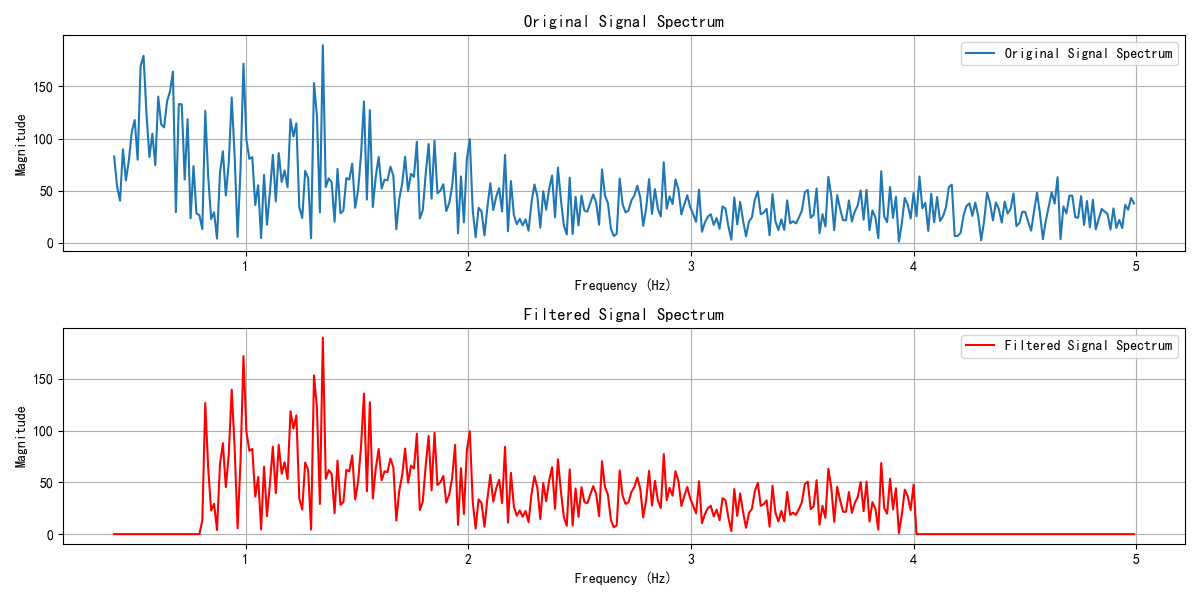 Original Signal Spectrum
Original Signal Spectrum
Magnitude
150
100
50
0
1
2
3
4
5
Frequency (Hz)
Filtered Signal Spectrum
Filtered Signal Spectrum
Magnitude
150
100
50
0
1
2
3
4
5
Frequency (Hz)